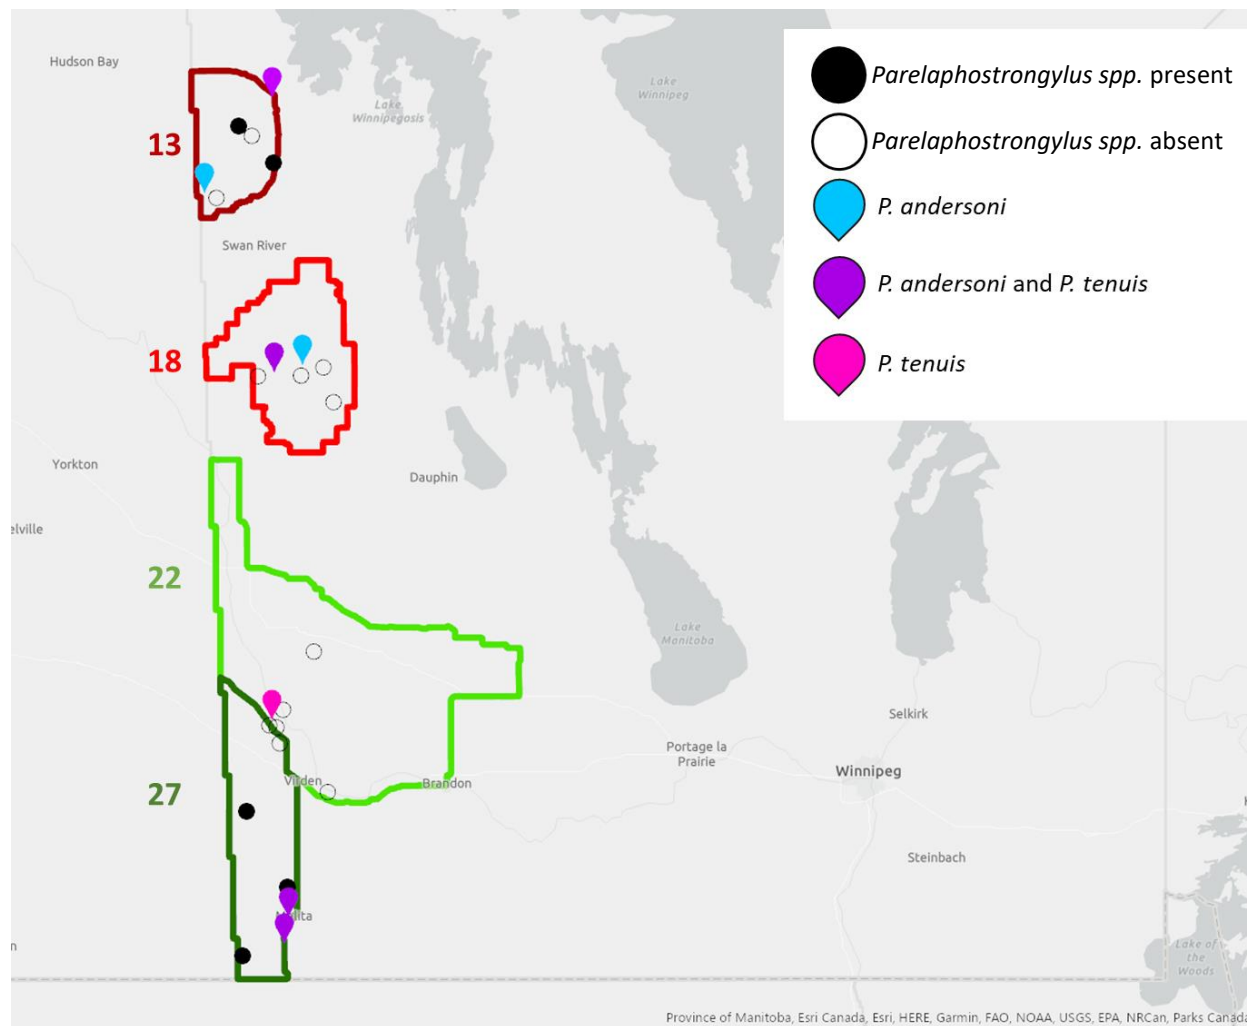 Hudson Bay
Lake
Winnipegosis
Lake
Winnipeg
Parelaphostrongylus spp. present
Parelaphostrongylus spp. absent
P. andersoni
P. andersoni and P. tenuis
P. tenuis
13
Swan River
18
Yorkton
Dauphin
elville
22
Lake
Manitoba
Selkirk
Portage la
Prairie
Winnipeg
Virden
Brandon
27
Steinbach
Lake of
the
Woods
Province of Manitoba, Esri Canada, Esri, HERE, Garmin, FAO, NOAA, USGS, EPA, NRCan, Parks Canada